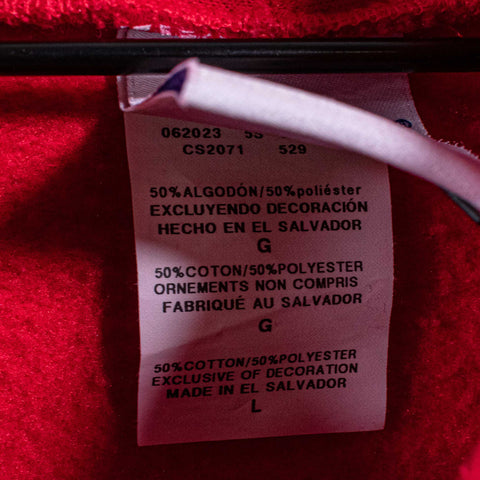 062023 5S
CS2071 529
50%ALGODÓN/50%poliéster
EXCLUYENDO DECORACIÓN
HECHO EN EL SALVADOR
G
50%COTON/50%POLYESTER
ORNEMENTS NON COMPRIS
FABRIQUÉ AU SALVADOR
G
50%COTTON/50%POLYESTER
EXCLUSIVE OF DECORATION
MADE IN EL SALVADOR
L